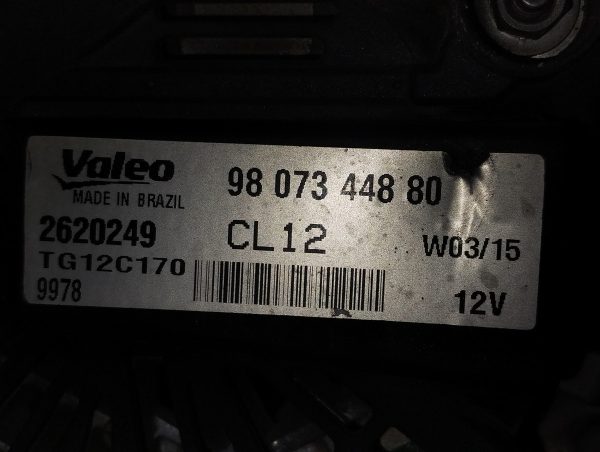 Valeo 98 073 448 80
MADE IN BRAZIL
2620249 CL12 W03/15
TG12C170
9978 12V